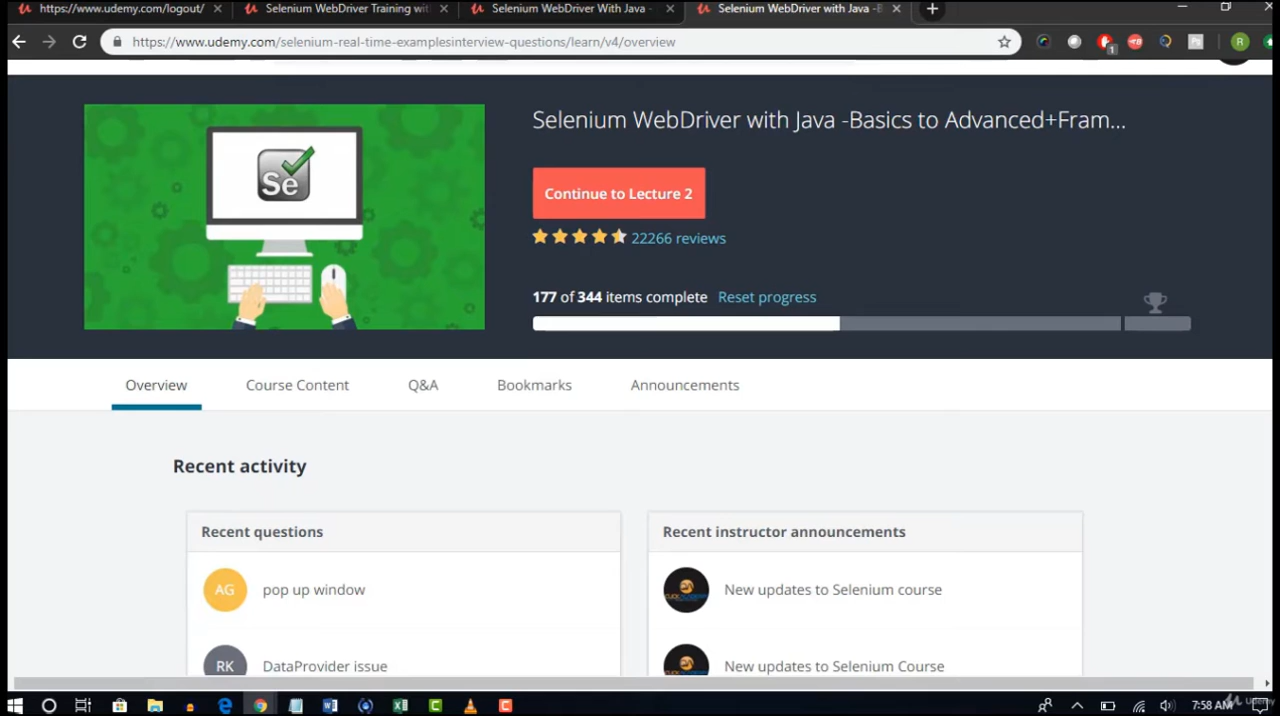 https://www.udemy.com/logout/
Selenium WebDriver Training wit
Selenium WebDriver With Java -
Selenium WebDriver with Java -B
https://www.udemy.com/selenium-real-time-examplesinterview-questions/learn/v4/overview
1
R
Se
Selenium WebDriver with Java -Basics to Advanced+Fram...
Continue to Lecture 2
22266 reviews
177 of 344 items complete Reset progress
Overview
Course Content
Q&A
Bookmarks
Announcements
Recent activity
Recent questions
AG
pop up window
RK
DataProvider issue
Recent instructor announcements
New updates to Selenium course
New updates to Selenium Course
7:58 AM
Udemy